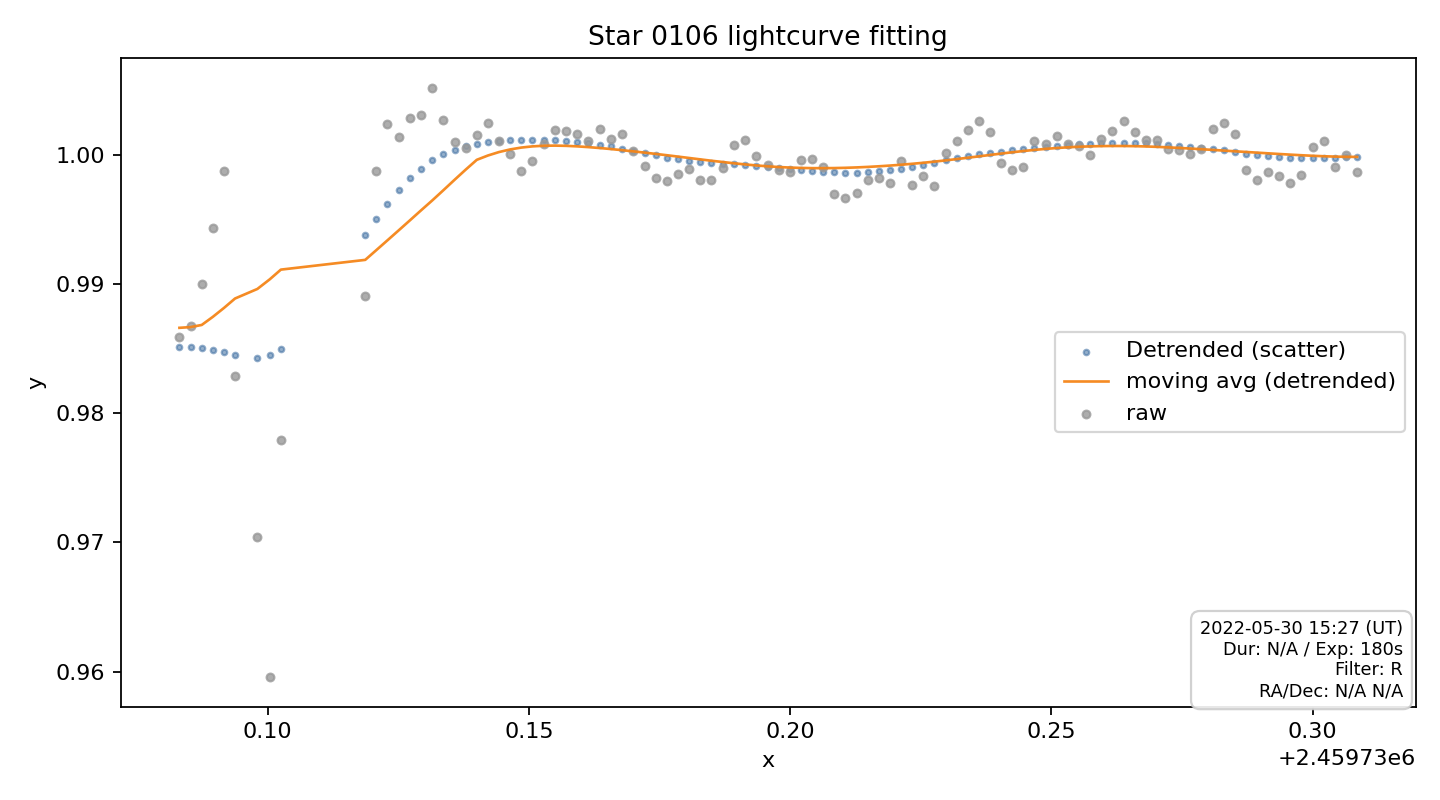 Star 0106 lightcurve fitting
y
1.00
0.99
0.98
0.97
0.96
Detrended (scatter)
moving avg (detrended)
raw
2022-05-30 15:27 (UT)
Dur: N/A / Exp: 180s
Filter: R
RA/Dec: N/A N/A
0.10 0.15 0.20 0.25 0.30
x
+2.45973e6